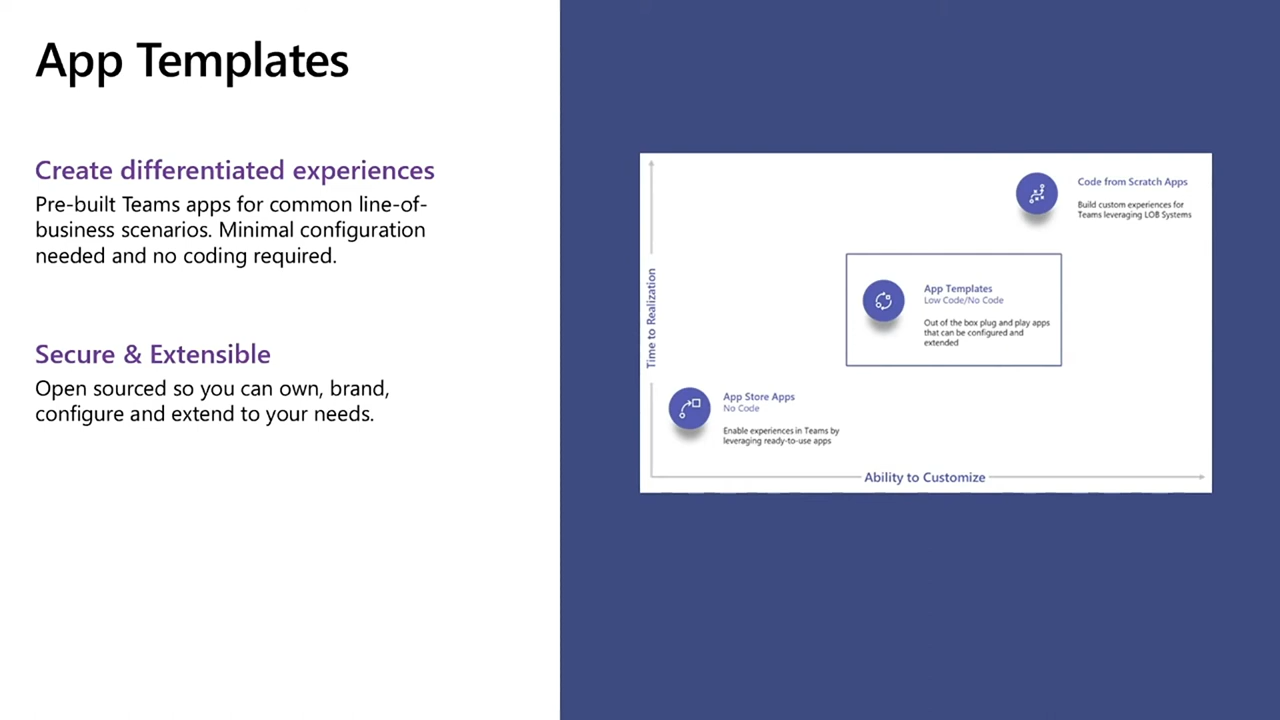 App Templates
Create differentiated experiences
Pre-built Teams apps for common line-of-
business scenarios. Minimal configuration
needed and no coding required.
Secure & Extensible
Open sourced so you can own, brand,
configure and extend to your needs.
Time to Realization
Code from Scratch Apps
Build custom experiences for
Teams leveraging LOB Systems
App Templates
Low Code/No Code
Out of the box plug and play apps
that can be configured and
extended
App Store Apps
No Code
Enable experiences in Teams by
leveraging ready-to-use apps
Ability to Customize